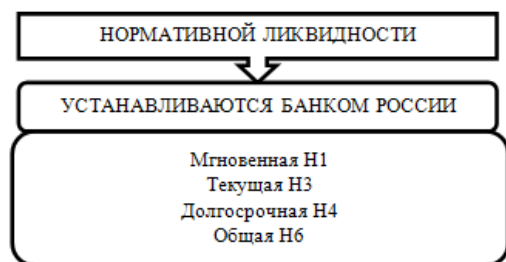 НОРМАТИВНОЙ ЛИКВИДНОСТИ
УСТАНАВЛИВАЮТСЯ БАНКОМ РОССИИ
Мгновенная Н1
Текущая Н3
Долгосрочная Н4
Общая Н6